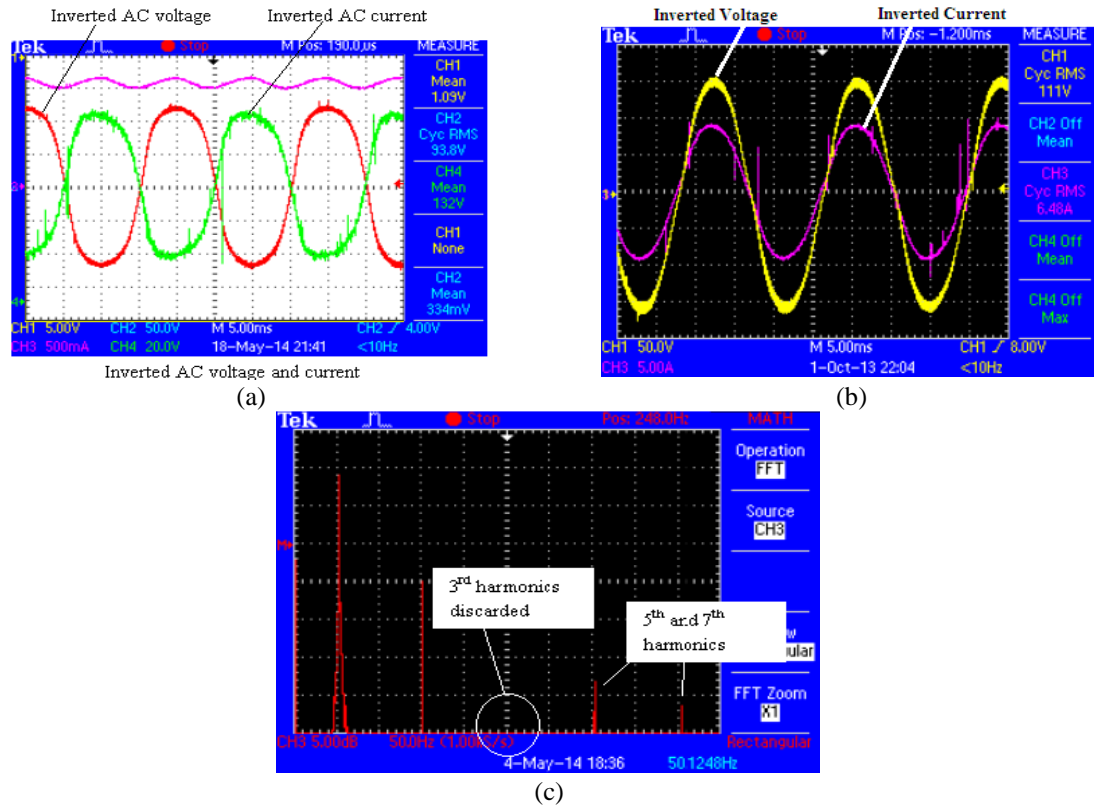 Inverted AC voltage
Inverted AC current
Tek
Stop
M Pos: 190.0us
MEASURE
1
CH1
Mean
1.09V
CH2
Cyc RMS
93.8V
2
CH4
Mean
132V
CH1
None
CH2
Mean
334mV
4
CH1 5.00V
CH2 50.0V
M 5.00ms
CH2 4.00V
CH3 500mA
CH4 20.0V
18-May-14 21:41
<10Hz
Inverted AC voltage and current
(a)
Inverted Voltage
Inverted Current
Tek
Stop
M Pos: -1.200ms
MEASURE
CH1
Cyc RMS
111V
CH2 Off
Mean
3
CH3
Cyc RMS
6.48A
CH4 Off
Mean
CH4 Off
Max
CH1 50.0V
M 5.00ms
CH1 8.00V
CH3 5.00A
1-Oct-13 22:04
<10Hz
(b)
Tek
Stop
Pos: 248.0Hz
MATH
Operation
FFT
Source
CH3
M
3rd harmonics
discarded
5th and 7th
harmonics
FFT Zoom
X1
CH3 5.00dB
50.0Hz (1.00kS/s)
Rectangular
4-May-14 18:36
50.1248Hz
(c)